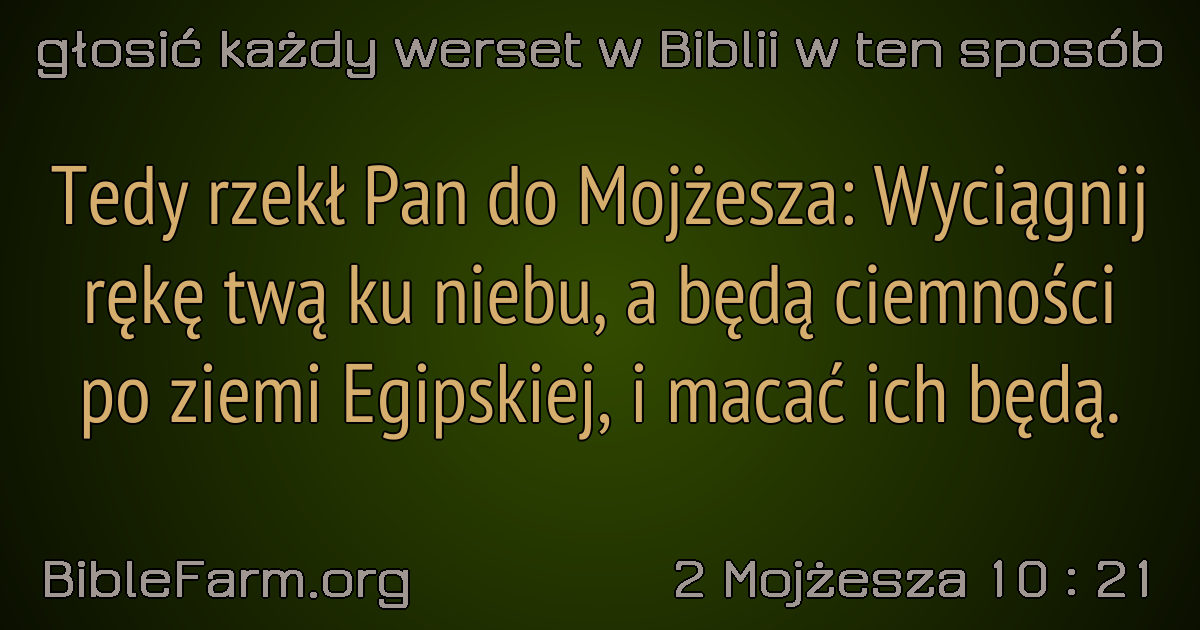 głosić każdy werset w Biblii w ten sposób
Tedy rzekł Pan do Mojżesza: Wyciągnij
rękę twą ku niebu, a będą ciemności
po ziemi Egipskiej, i macać ich będą.
BibleFarm.org
2 Mojżesza 10 : 21